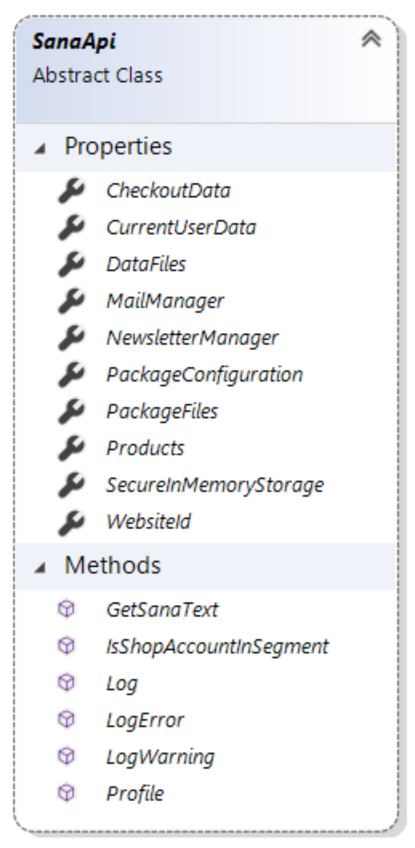 SanaApi
Abstract Class
Properties
CheckoutData
CurrentUserData
DataFiles
MailManager
NewsletterManager
PackageConfiguration
PackageFiles
Products
SecureInMemoryStorage
WebsiteId
Methods
GetSanaText
IsShopAccountInSegment
Log
LogError
LogWarning
Profile